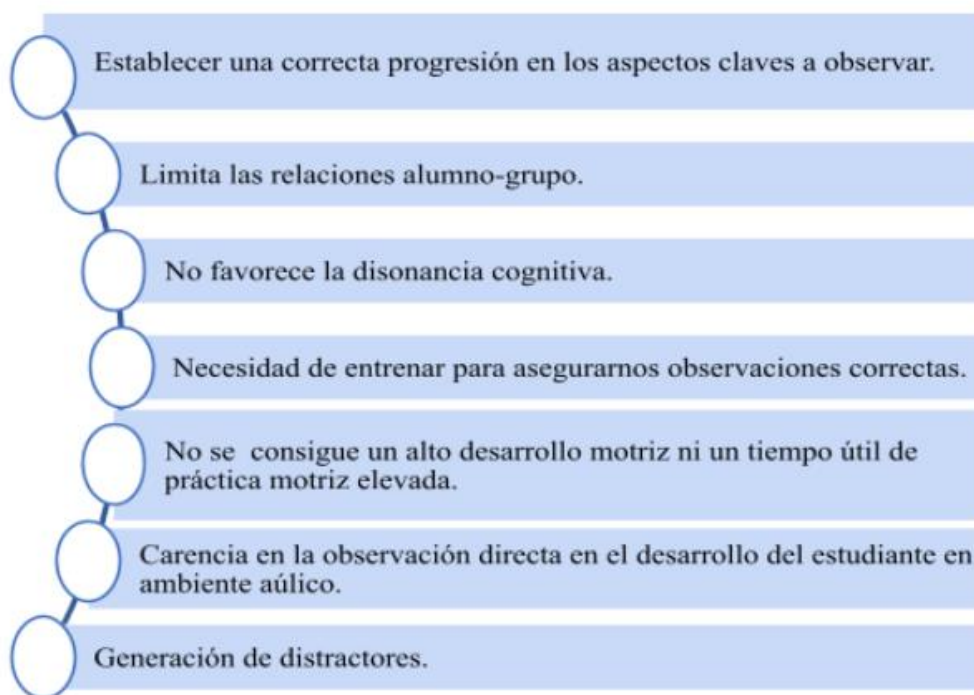 Establecer una correcta progresión en los aspectos claves a observar.
Limita las relaciones alumno-grupo.
No favorece la disonancia cognitiva.
Necesidad de entrenar para asegurarnos observaciones correctas.
No se consigue un alto desarrollo motriz ni un tiempo útil de
práctica motriz elevada.
Carencia en la observación directa en el desarrollo del estudiante en
ambiente aúlico.
Generación de distractores.